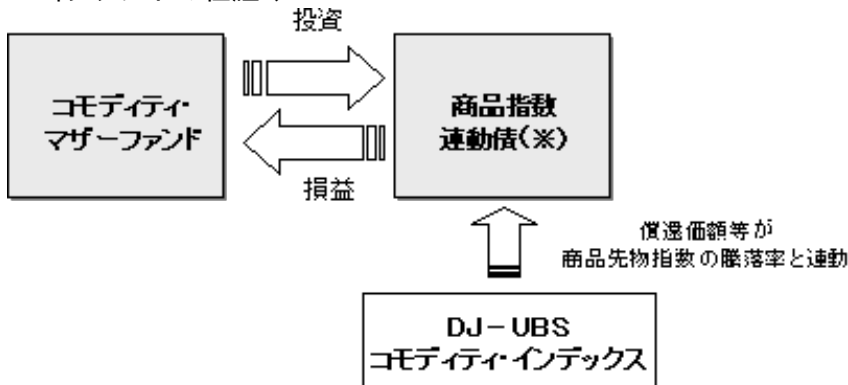 投資
コモディティ・
マザーファンド
商品指数
連動債(※)
損益
償還価額等が
商品先物指数の騰落率と連動
DJ－UBS
コモディティ・インデックス